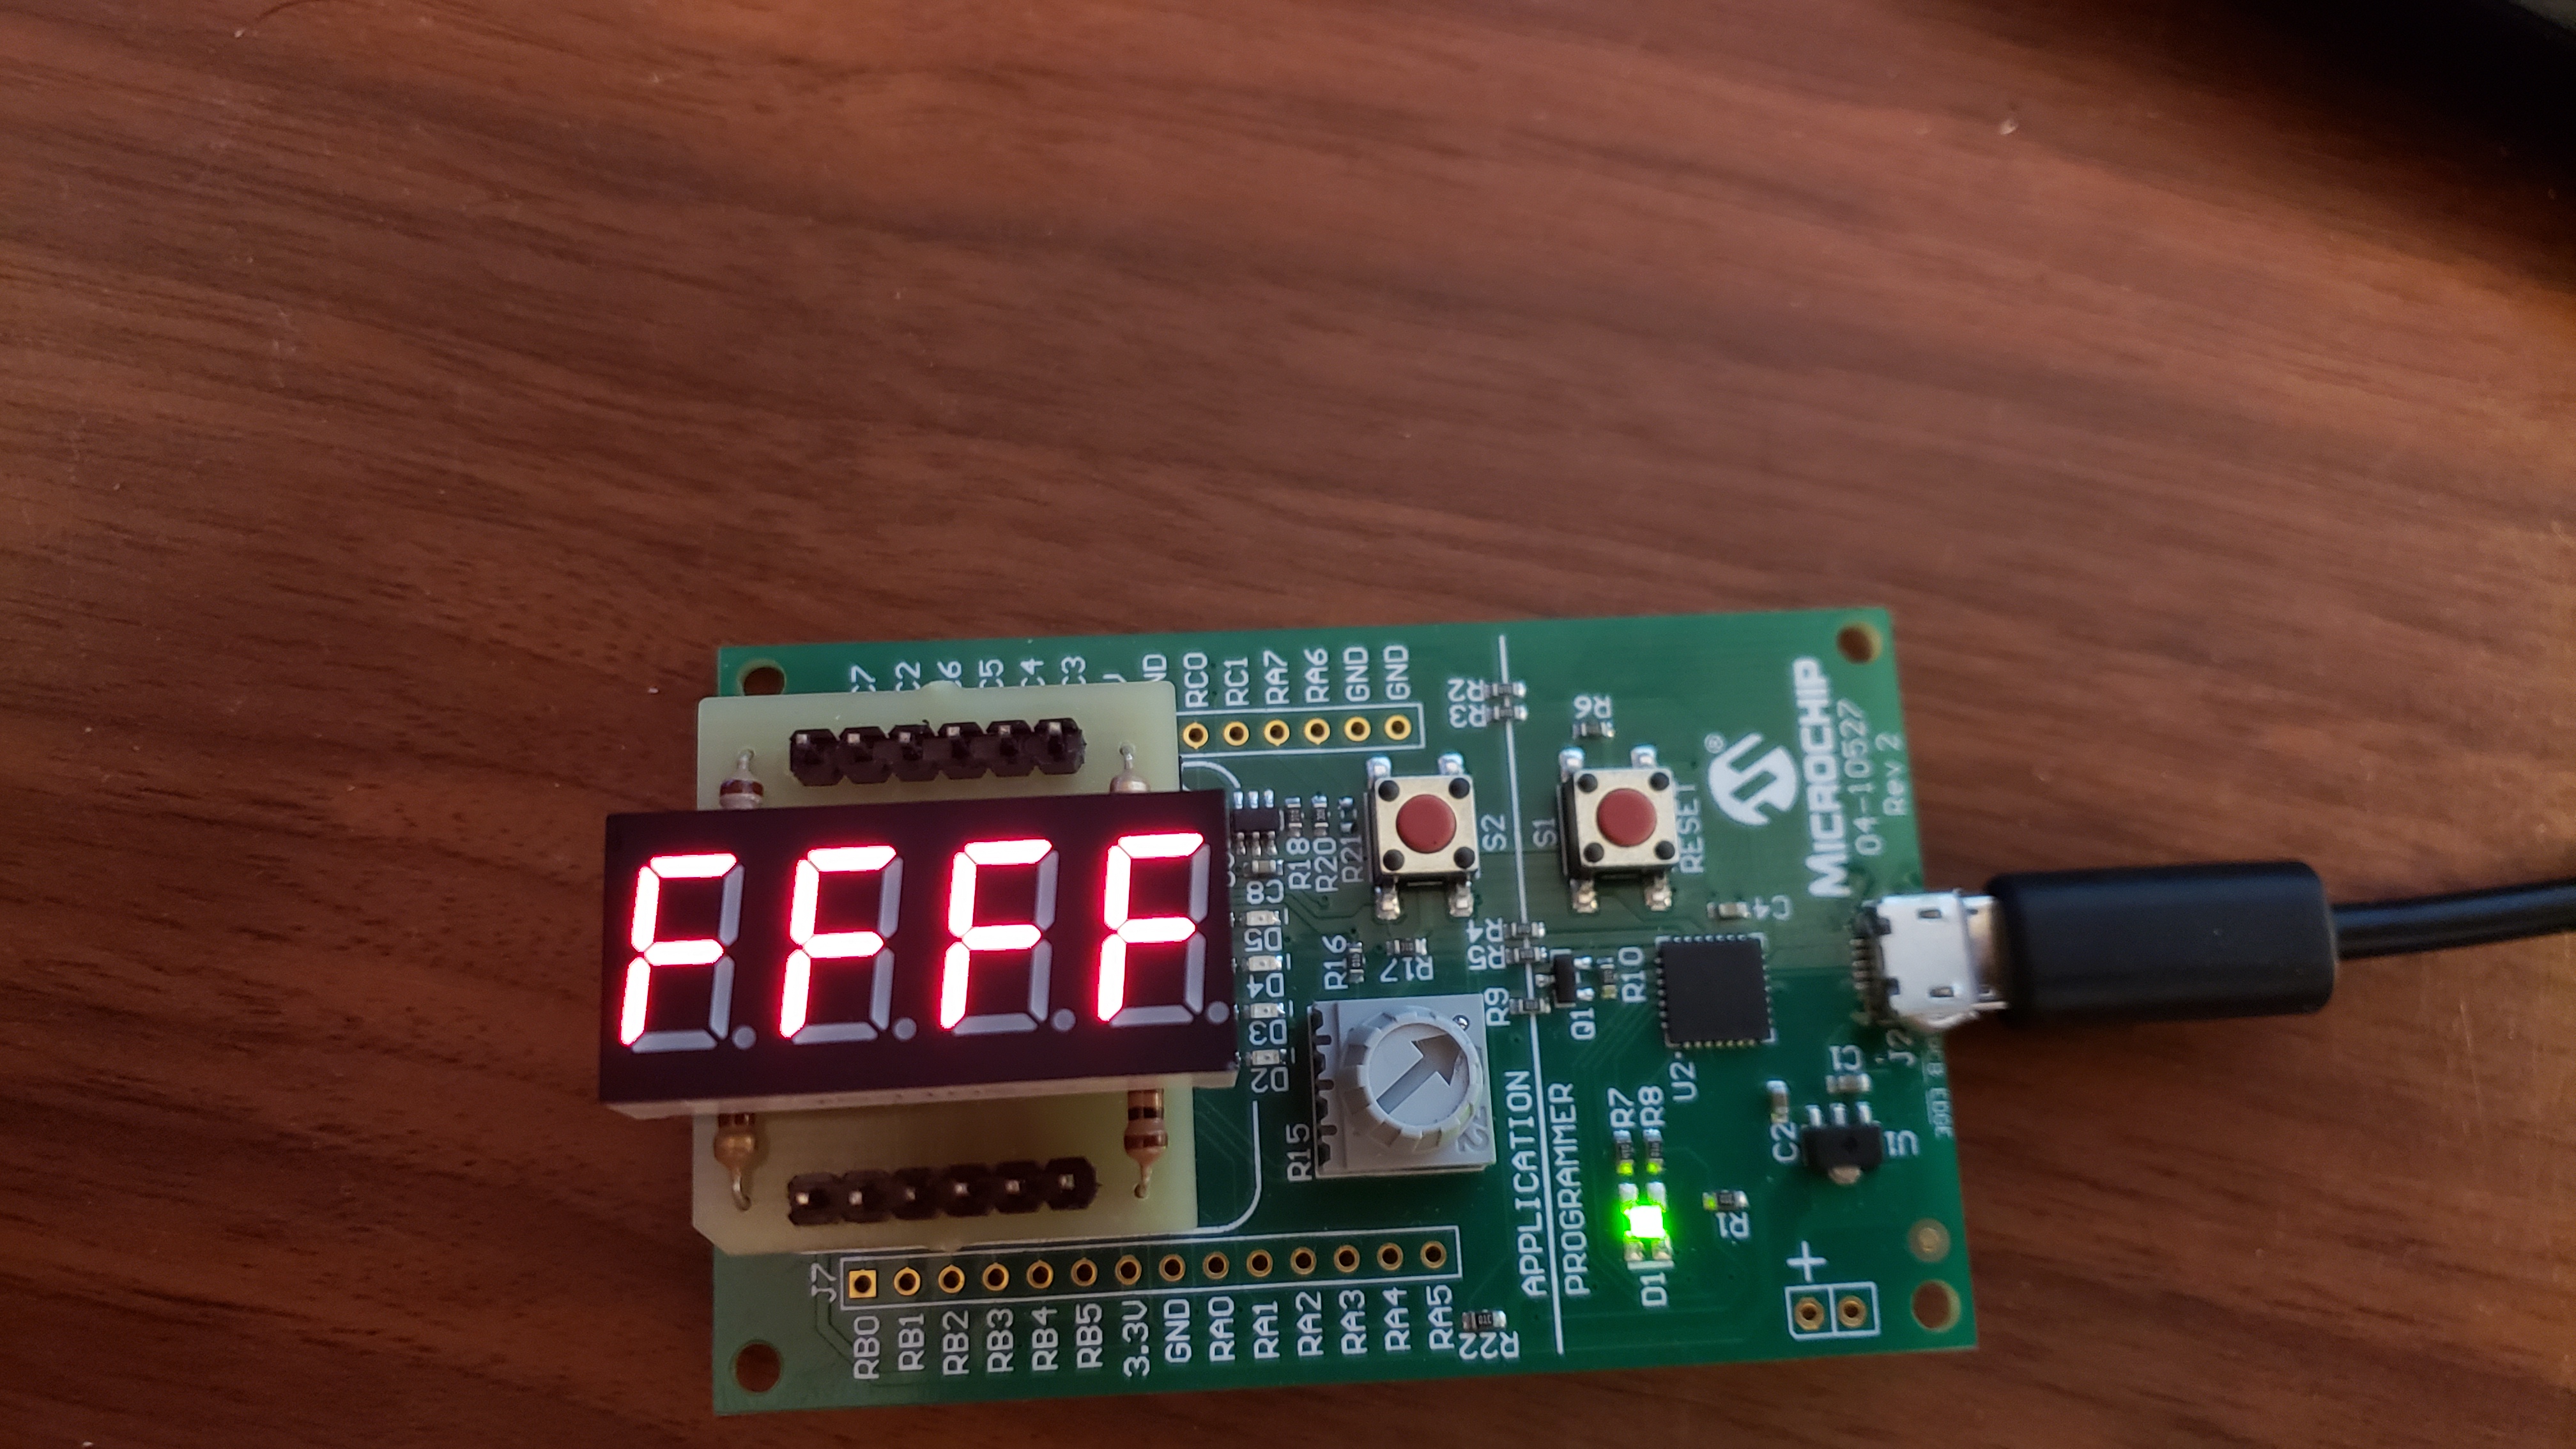 FFFF
J7
RB0
RB1
RB2
RB3
RB4
RB5
3.3V
GND
RA0
RA1
RA2
RA3
RA4
RA5
C7
C2
C5
C4
C3
ND
RC0
RC1
RA7
RA6
GND
GND
D2
D3
D4
D5
C8
R15
R16
R17
R18
R20
R21
R22
S2
R9
R5
R4
R3
R2
APPLICATION
PROGRAMMER
S1
Q1
R10
R6
D1
R7
R8
U2
RESET
R1
C4
C2
+
C1
U1
J2
MICROCHIP
®
04-10527
Rev 2